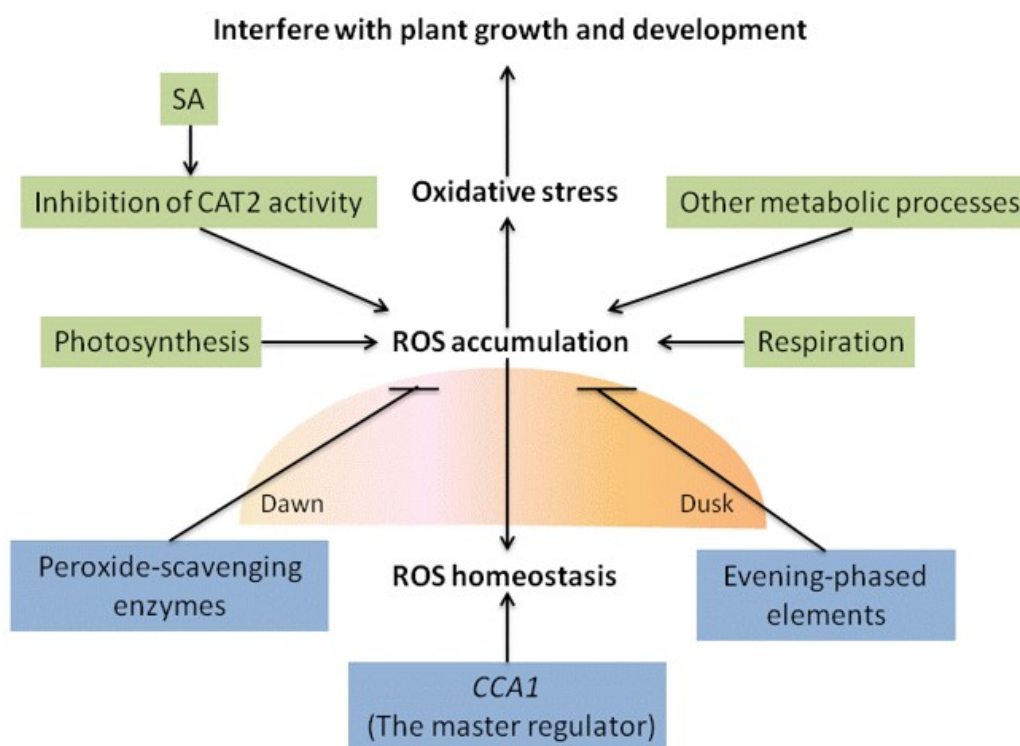 Interfere with plant growth and development
SA
Inhibition of CAT2 activity
Oxidative stress
Other metabolic processes
Photosynthesis
ROS accumulation
Respiration
Dawn
Dusk
Peroxide-scavenging
enzymes
ROS homeostasis
Evening-phased
elements
CCA1
(The master regulator)